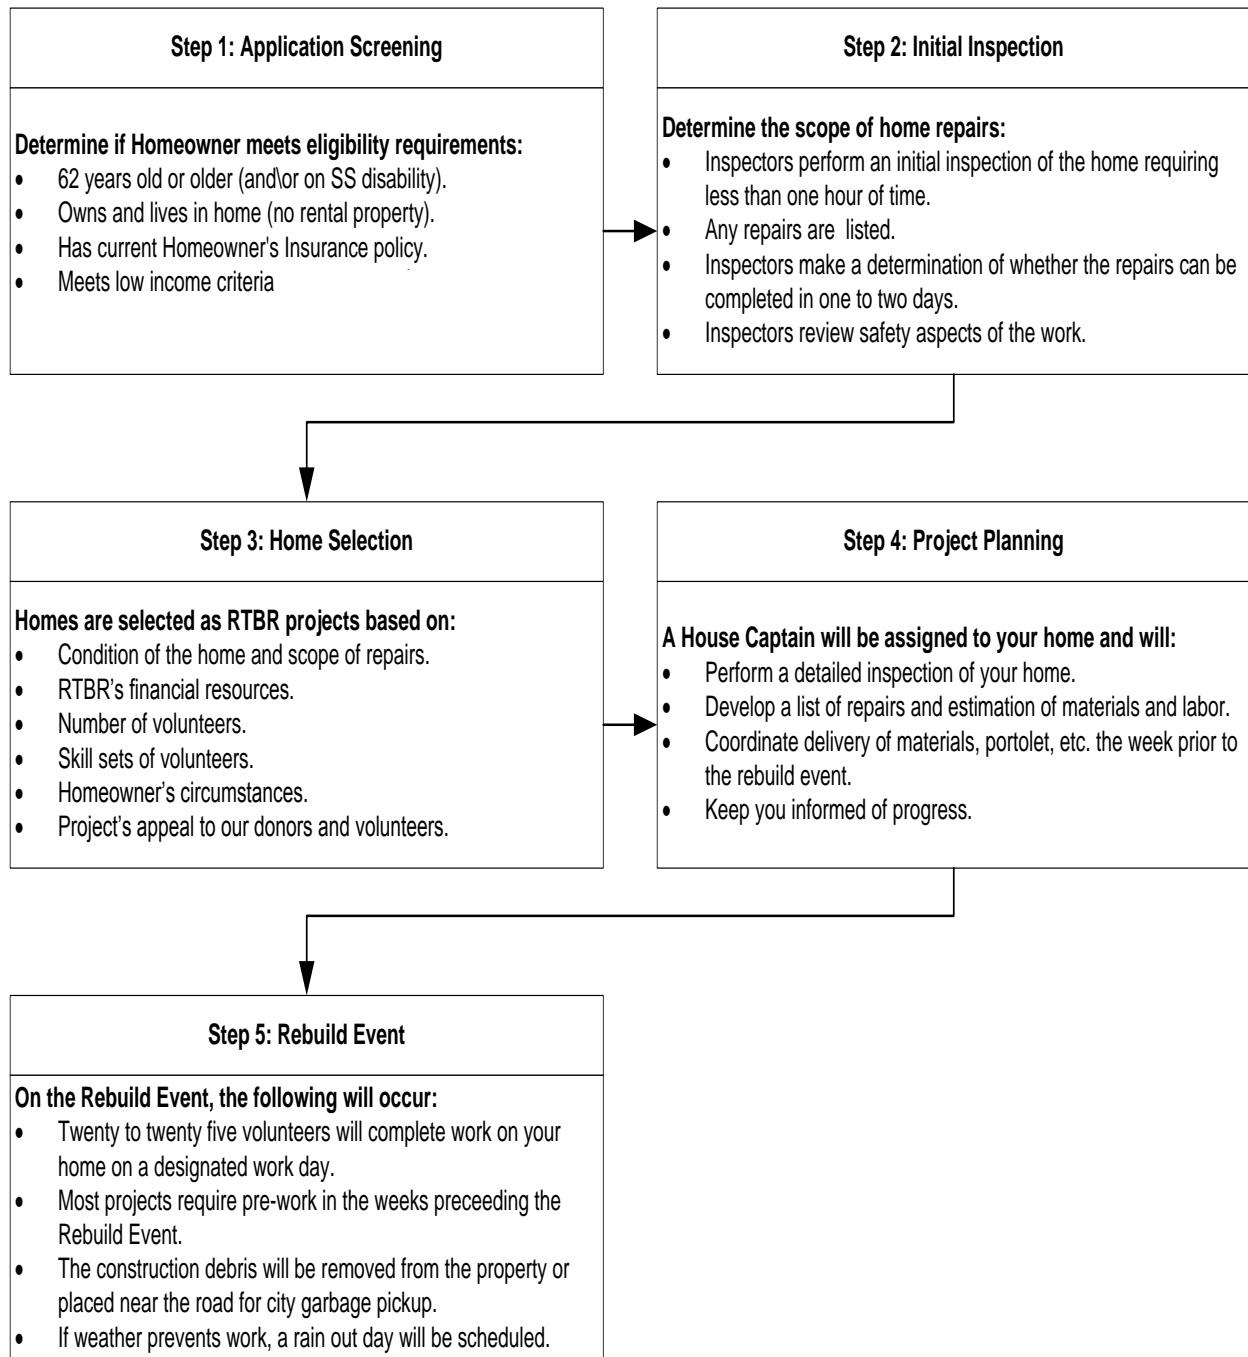 Step 1: Application Screening
Determine if Homeowner meets eligibility requirements:
• 62 years old or older (and\or on SS disability).
• Owns and lives in home (no rental property).
• Has current Homeowner's Insurance policy.
• Meets low income criteria
Step 2: Initial Inspection
Determine the scope of home repairs:
• Inspectors perform an initial inspection of the home requiring
less than one hour of time.
• Any repairs are listed.
• Inspectors make a determination of whether the repairs can be
completed in one to two days.
• Inspectors review safety aspects of the work.
Step 3: Home Selection
Homes are selected as RTBR projects based on:
• Condition of the home and scope of repairs.
• RTBR's financial resources.
• Number of volunteers.
• Skill sets of volunteers.
• Homeowner's circumstances.
• Project's appeal to our donors and volunteers.
Step 4: Project Planning
A House Captain will be assigned to your home and will:
• Perform a detailed inspection of your home.
• Develop a list of repairs and estimation of materials and labor.
• Coordinate delivery of materials, portolet, etc. the week prior to
the rebuild event.
• Keep you informed of progress.
Step 5: Rebuild Event
On the Rebuild Event, the following will occur:
• Twenty to twenty five volunteers will complete work on your
home on a designated work day.
• Most projects require pre-work in the weeks preceeding the
Rebuild Event.
• The construction debris will be removed from the property or
placed near the road for city garbage pickup.
• If weather prevents work, a rain out day will be scheduled.